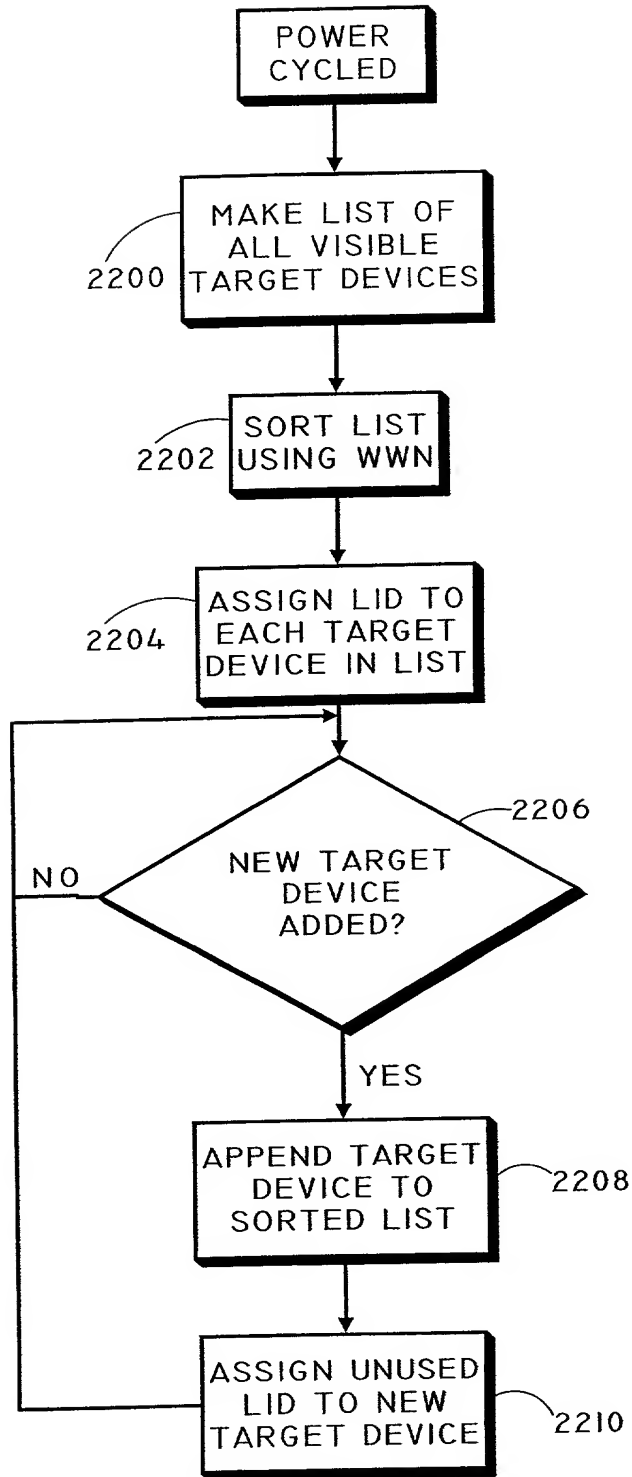 POWER
CYCLED
MAKE LIST OF
ALL VISIBLE
TARGET DEVICES
2200
SORT LIST
USING WWN
2202
ASSIGN LID TO
EACH TARGET
DEVICE IN LIST
2204
2206
NEW TARGET
DEVICE
ADDED?
NO
YES
APPEND TARGET
DEVICE TO
SORTED LIST
2208
ASSIGN UNUSED
LID TO NEW
TARGET DEVICE
2210